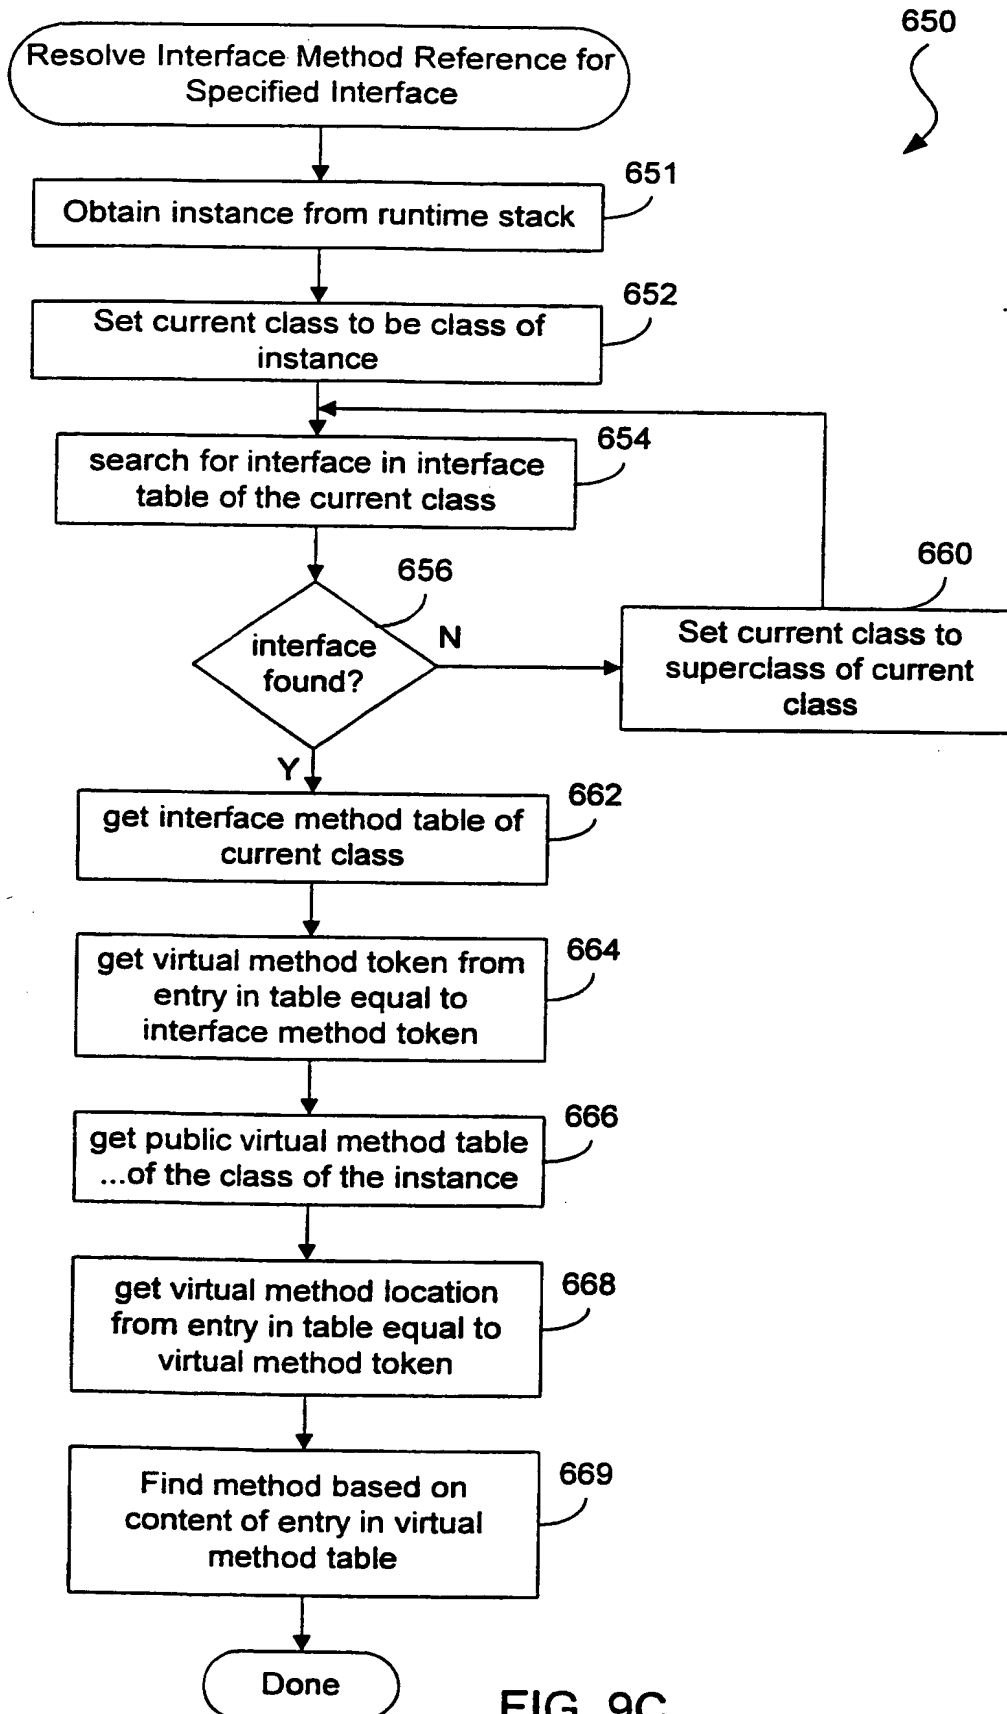 650
Resolve Interface Method Reference for
Specified Interface
651
Obtain instance from runtime stack
652
Set current class to be class of
instance
654
search for interface in interface
table of the current class
656
interface
found?
N
660
Set current class to
superclass of current
class
Y
662
get interface method table of
current class
664
get virtual method token from
entry in table equal to
interface method token
666
get public virtual method table
...of the class of the instance
668
get virtual method location
from entry in table equal to
virtual method token
669
Find method based on
content of entry in virtual
method table
Done
FIG. 9C